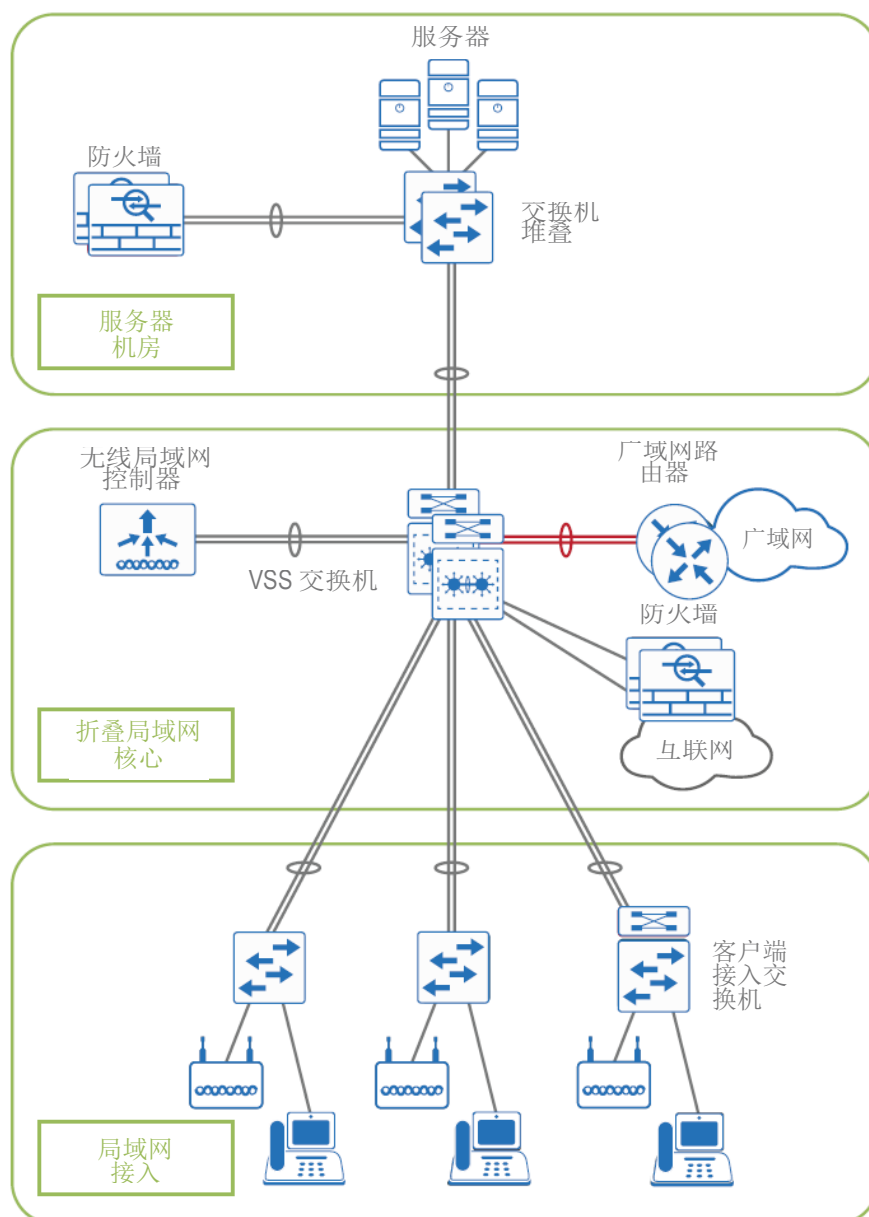 服务器
防火墙
交换机
堆叠
服务器
机房
无线局域网
控制器
广域网路
由器
广域网
VSS 交换机
防火墙
互联网
折叠局域网
核心
客户端
接入交
换机
局域网
接入